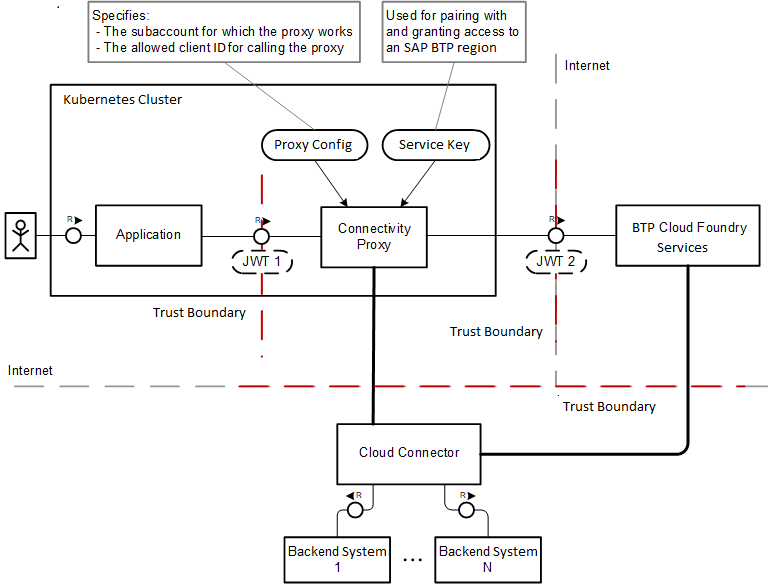 Specifies:
- The subaccount for which the proxy works
- The allowed client ID for calling the proxy
Used for pairing with
and granting access to
an SAP BTP region
Internet
Kubernetes Cluster
Proxy Config
Service Key
R
R
R
Application
Connectivity
Proxy
BTP Cloud Foundry
Services
JWT 1
JWT 2
Trust Boundary
Trust Boundary
Internet
Trust Boundary
Cloud Connector
R
R
Backend System
1
...
Backend System
N